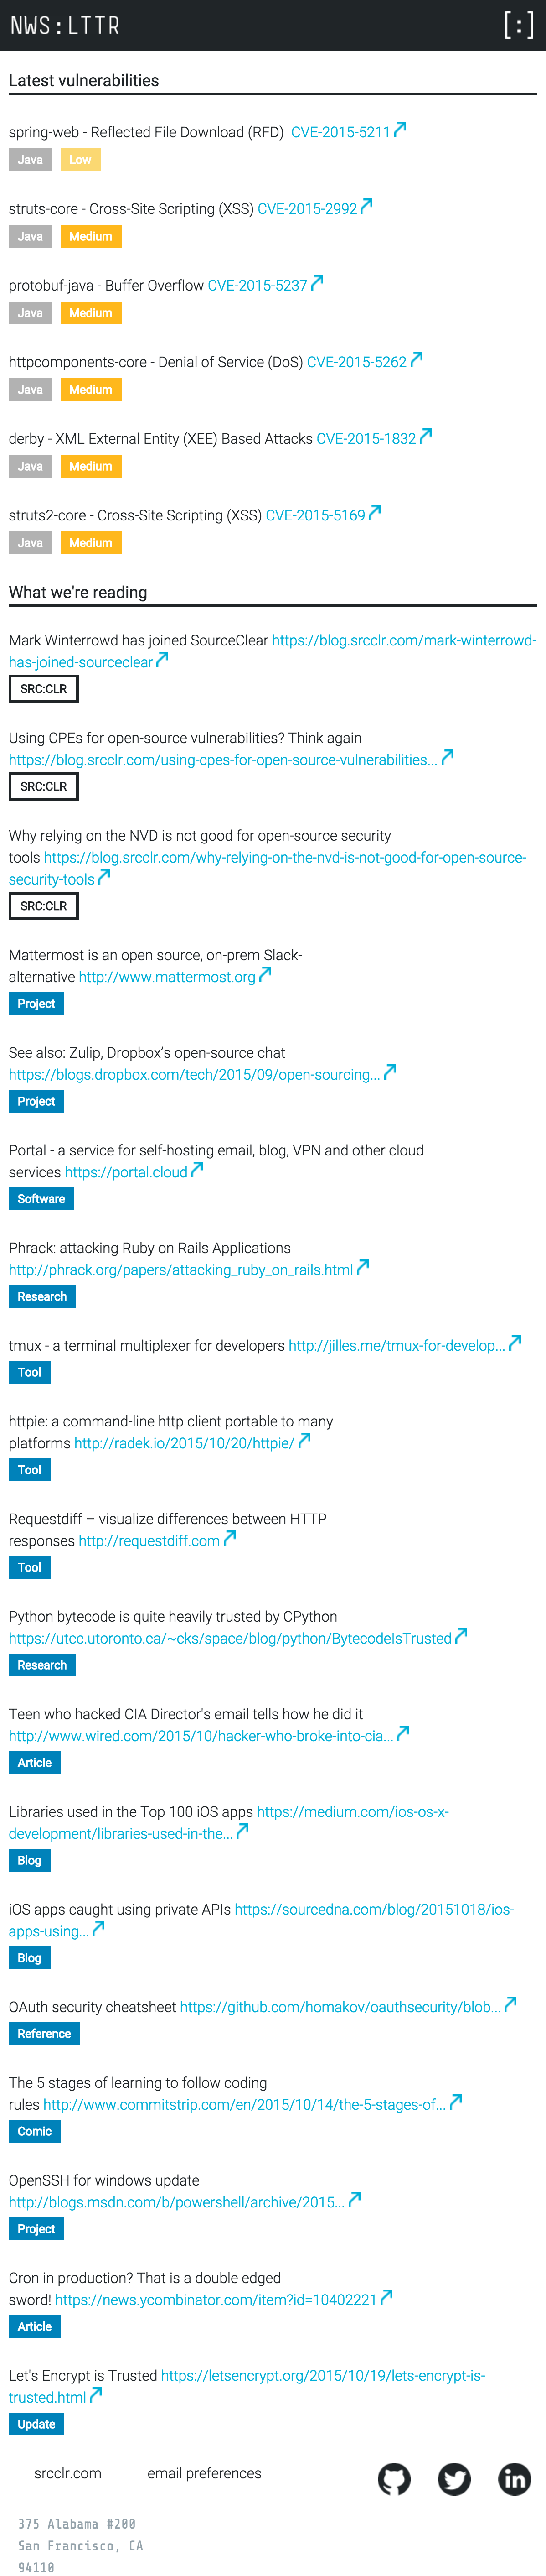 NWS:LTTR [:]
Latest vulnerabilities
spring-web - Reflected File Download (RFD) CVE-2015-5211
Java Low
struts-core - Cross-Site Scripting (XSS) CVE-2015-2992
Java Medium
protobuf-java - Buffer Overflow CVE-2015-5237
Java Medium
httpcomponents-core - Denial of Service (DoS) CVE-2015-5262
Java Medium
derby - XML External Entity (XEE) Based Attacks CVE-2015-1832
Java Medium
struts2-core - Cross-Site Scripting (XSS) CVE-2015-5169
Java Medium
What we're reading
Mark Winterrowd has joined SourceClear https://blog.srcclr.com/mark-winterrowd-
has-joined-sourceclear
SRC:CLR
Using CPEs for open-source vulnerabilities? Think again
https://blog.srcclr.com/using-cpes-for-open-source-vulnerabilities...
SRC:CLR
Why relying on the NVD is not good for open-source security
tools https://blog.srcclr.com/why-relying-on-the-nvd-is-not-good-for-open-source-
security-tools
SRC:CLR
Mattermost is an open source, on-prem Slack-
alternative http://www.mattermost.org
Project
See also: Zulip, Dropbox’s open-source chat
https://blogs.dropbox.com/tech/2015/09/open-sourcing...
Project
Portal - a service for self-hosting email, blog, VPN and other cloud
services https://portal.cloud
Software
Phrack: attacking Ruby on Rails Applications
http://phrack.org/papers/attacking_ruby_on_rails.html
Research
tmux - a terminal multiplexer for developers http://jilles.me/tmux-for-develop...
Tool
httpie: a command-line http client portable to many
platforms http://radek.io/2015/10/20/httpie/
Tool
Requestdiff – visualize differences between HTTP
responses http://requestdiff.com
Tool
Python bytecode is quite heavily trusted by CPython
https://utcc.utoronto.ca/~cks/space/blog/python/BytecodeIsTrusted
Research
Teen who hacked CIA Director's email tells how he did it
http://www.wired.com/2015/10/hacker-who-broke-into-cia...
Article
Libraries used in the Top 100 iOS apps https://medium.com/ios-os-x-
development/libraries-used-in-the...
Blog
iOS apps caught using private APIs https://sourcedna.com/blog/20151018/ios-
apps-using...
Blog
OAuth security cheatsheet https://github.com/homakov/oauthsecurity/blob...
Reference
The 5 stages of learning to follow coding
rules http://www.commitstrip.com/en/2015/10/14/the-5-stages-of...
Comic
OpenSSH for windows update
http://blogs.msdn.com/b/powershell/archive/2015...
Project
Cron in production? That is a double edged
sword! https://news.ycombinator.com/item?id=10402221
Article
Let's Encrypt is Trusted https://letsencrypt.org/2015/10/19/lets-encrypt-is-
trusted.html
Update
srcclr.com email preferences in
375 Alabama #200
San Francisco, CA
94110